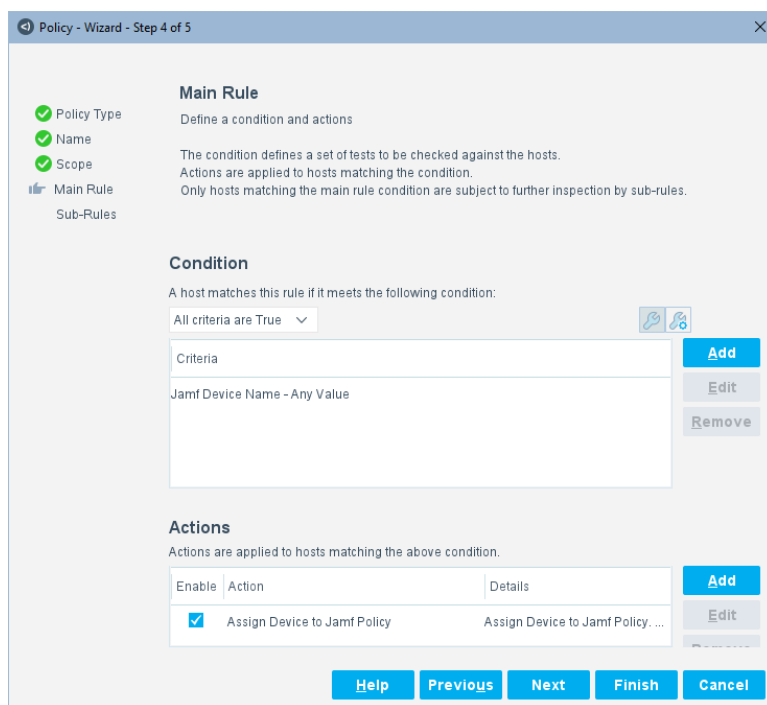 Policy - Wizard - Step 4 of 5
Policy Type
Name
Scope
Main Rule
Sub-Rules
Main Rule
Define a condition and actions
The condition defines a set of tests to be checked against the hosts.
Actions are applied to hosts matching the condition.
Only hosts matching the main rule condition are subject to further inspection by sub-rules.
Condition
A host matches this rule if it meets the following condition:
All criteria are True
Criteria
Jamf Device Name - Any Value
Add
Edit
Remove
Actions
Actions are applied to hosts matching the above condition.
Enable Action Details
Assign Device to Jamf Policy Assign Device to Jamf Policy. ...
Add
Edit
Help Previous Next Finish Cancel